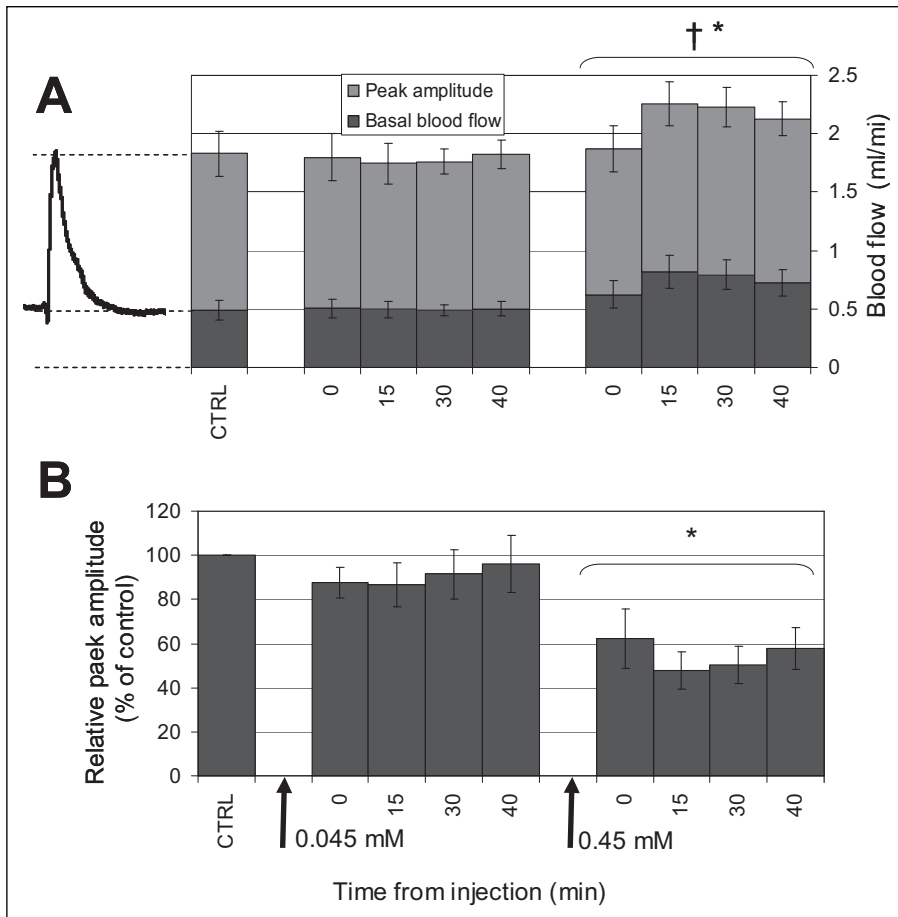 A
† *
Peak amplitude
Basal blood flow
2.5
2
1.5
1
0.5
0
Blood flow (ml/mi)
CTRL
0
15
30
40
0
15
30
40
B
Relative paek amplitude
(% of control)
120
100
80
60
40
20
0
*
CTRL
0
15
30
40
0
15
30
40
0.045 mM
0.45 mM
Time from injection (min)